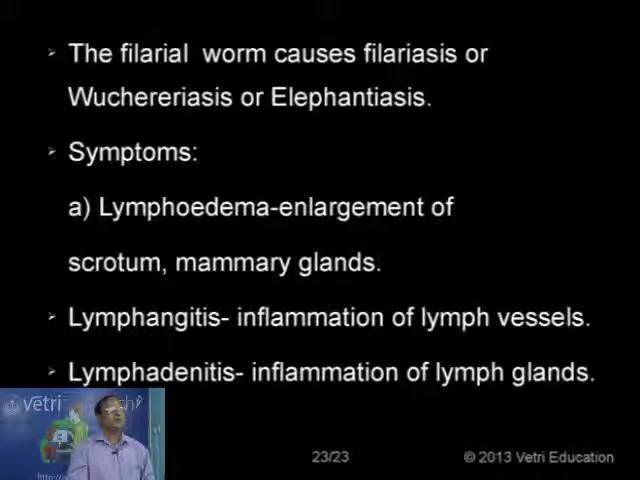 The filarial worm causes filariasis or
Wuchereriasis or Elephantiasis.
Symptoms:
a) Lymphoedema-enlargement of
scrotum, mammary glands.
Lymphangitis- inflammation of lymph vessels.
Lymphadenitis- inflammation of lymph glands.
vetri
23/23
© 2013 Vetri Education